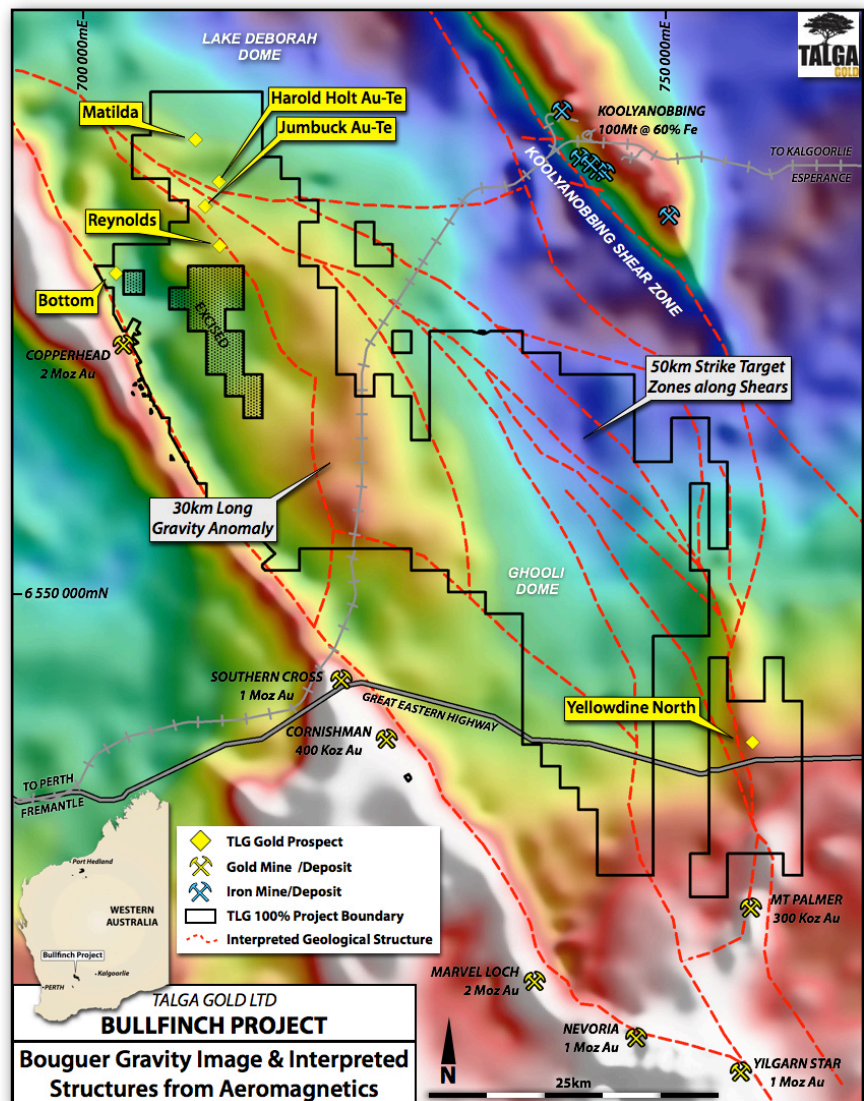 LAKE DEBORAH
DOME
700 000mE
750 000mE
TALGA
GOLD
Matilda
Harold Holt Au-Te
Jumbuck Au-Te
KOOLYANOBBING
100Mt @ 60% Fe
TO KALGOORLIE
ESPERANCE
KOOLYANOBBING SHEAR ZONE
Reynolds
Bottom
EXCISED
COPPERHEAD
2 Moz Au
50km Strike Target
Zones along Shears
30km Long
Gravity Anomaly
GHOOLI
DOME
6 550 000mN
SOUTHERN CROSS
1 Moz Au
GREAT EASTERN HIGHWAY
Yellowdine North
CORNISHMAN
400 Koz Au
TO PERTH
FREMANTLE
Port Hedland
WESTERN
AUSTRALIA
Bullfinch Project
Kalgoorlie
PERTH
TLG Gold Prospect
Gold Mine /Deposit
Iron Mine/Deposit
TLG 100% Project Boundary
Interpreted Geological Structure
MT PALMER
300 Koz Au
MARVEL LOCH
2 Moz Au
NEVORIA
1 Moz Au
YILGARN STAR
1 Moz Au
TALGA GOLD LTD
BULLFINCH PROJECT
Bouguer Gravity Image & Interpreted
Structures from Aeromagnetics
N
25km